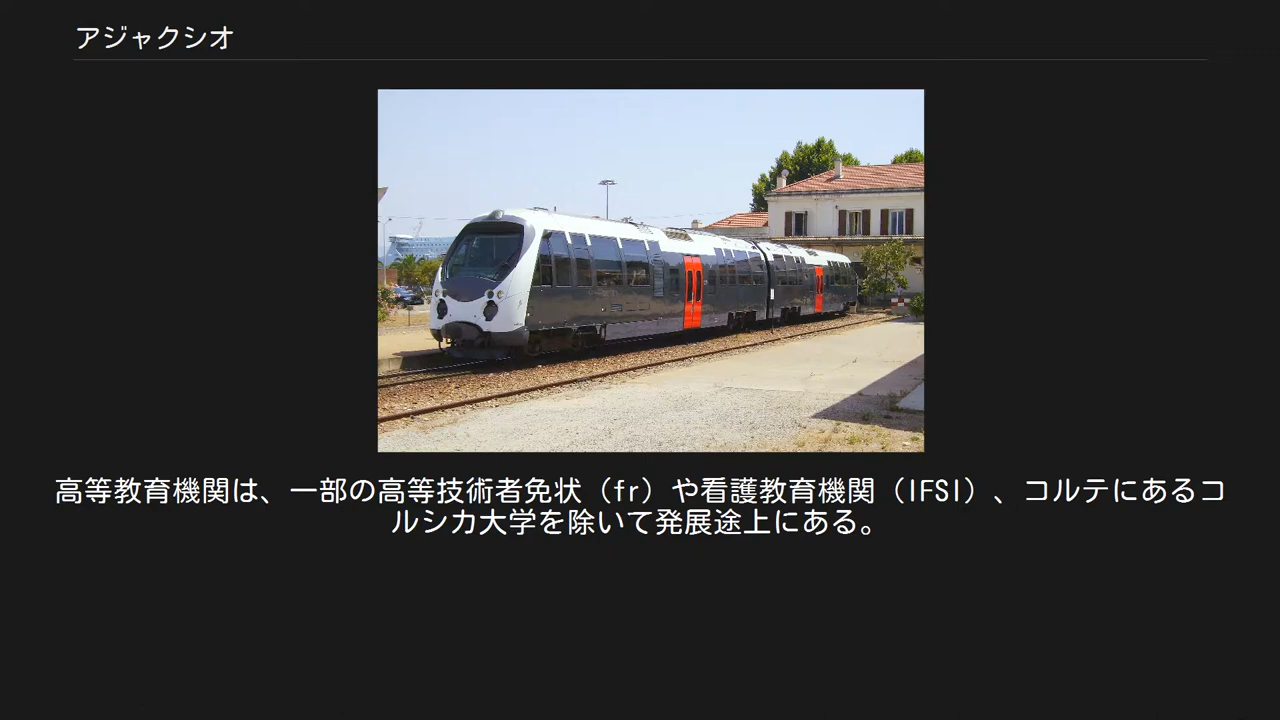 アジャクシオ
高等教育機関は、一部の高等技術者免状（fr）や看護教育機関（IFSI）、コルテにあるコ
ルシカ大学を除いて発展途上にある。